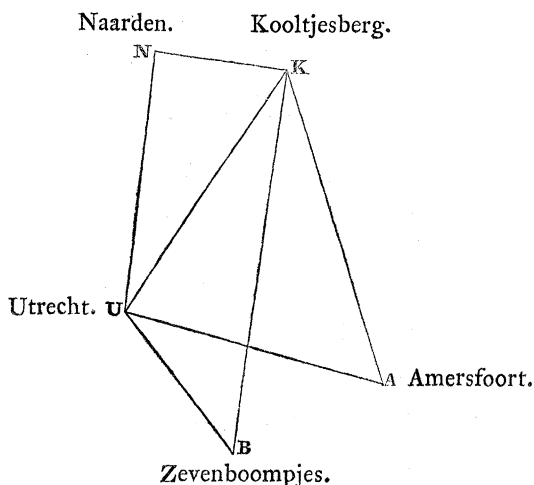 Naarden. Kooltjesberg.
N K
Utrecht. U
A Amersfoort.
B
Zevenboompjes.